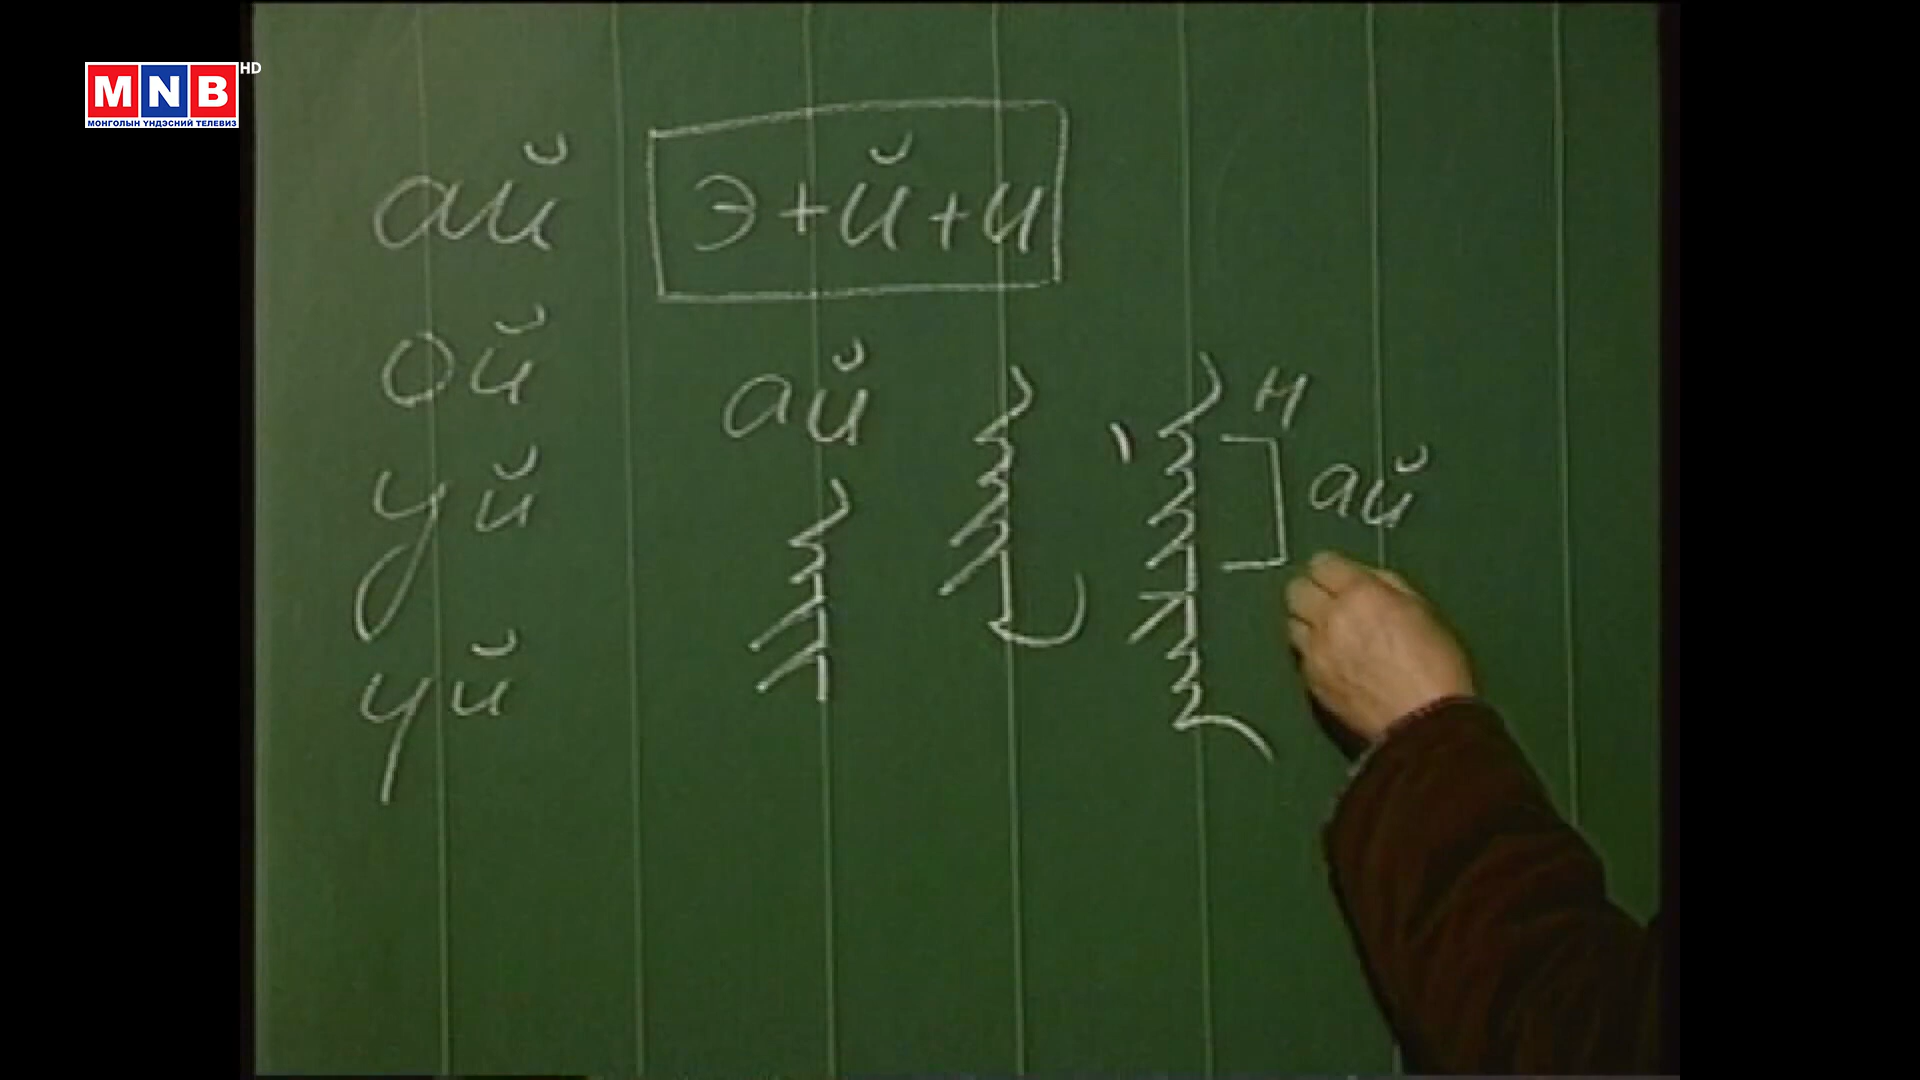 MNB HD
МОНГОЛЫН ҮНДЭСНИЙ ТЕЛЕВИЗ
ай э+й+и
ой
уй
үй
ай
н
ай